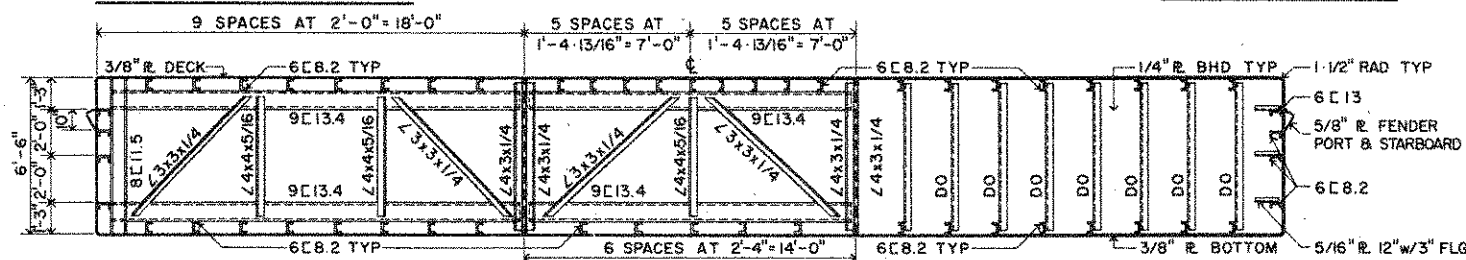 9 SPACES AT 2'-0"=18'-0"
5 SPACES AT
1'-4·13/16"=7'-0"
5 SPACES AT
1'-4·13/16"=7'-0"
℄
3/8" ℞ DECK
6[8.2 TYP
6[8.2 TYP
1/4" ℞ BHD TYP
1·1/2" RAD TYP
6[13
5/8" ℞ FENDER
PORT & STARBOARD
6[8.2
5/16" ℞ 12" w/3" FLG
6'-6"
1'-3"
2'-0"
2'-0"
1'-3"
10"
8[11.5
∠3x3x1/4
∠4x4x5/16
9[13.4
9[13.4
∠3x3x1/4
∠4x3x1/4
∠4x3x1/4
∠3x3x1/4
9[13.4
∠4x4x5/16
9[13.4
∠3x3x1/4
∠4x3x1/4
∠4x3x1/4
DO
DO
DO
DO
DO
DO
DO
DO
6[8.2 TYP
6 SPACES AT 2'-4"=14'-0"
6[8.2 TYP
3/8" ℞ BOTTOM